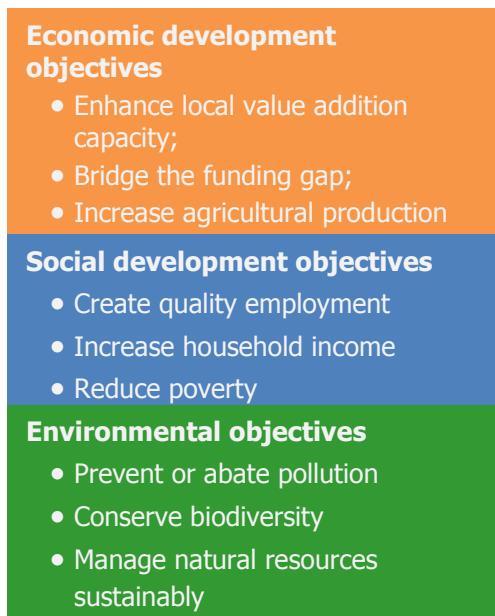 Economic development
objectives
● Enhance local value addition
capacity;
● Bridge the funding gap;
● Increase agricultural production
Social development objectives
● Create quality employment
● Increase household income
● Reduce poverty
Environmental objectives
● Prevent or abate pollution
● Conserve biodiversity
● Manage natural resources
sustainably